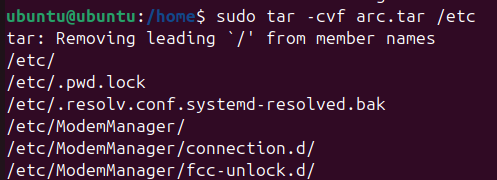 ubuntu@ubuntu:/home$ sudo tar -cvf arc.tar /etc
tar: Removing leading `/' from member names
/etc/
/etc/.pwd.lock
/etc/.resolv.conf.systemd-resolved.bak
/etc/ModemManager/
/etc/ModemManager/connection.d/
/etc/ModemManager/fcc-unlock.d/